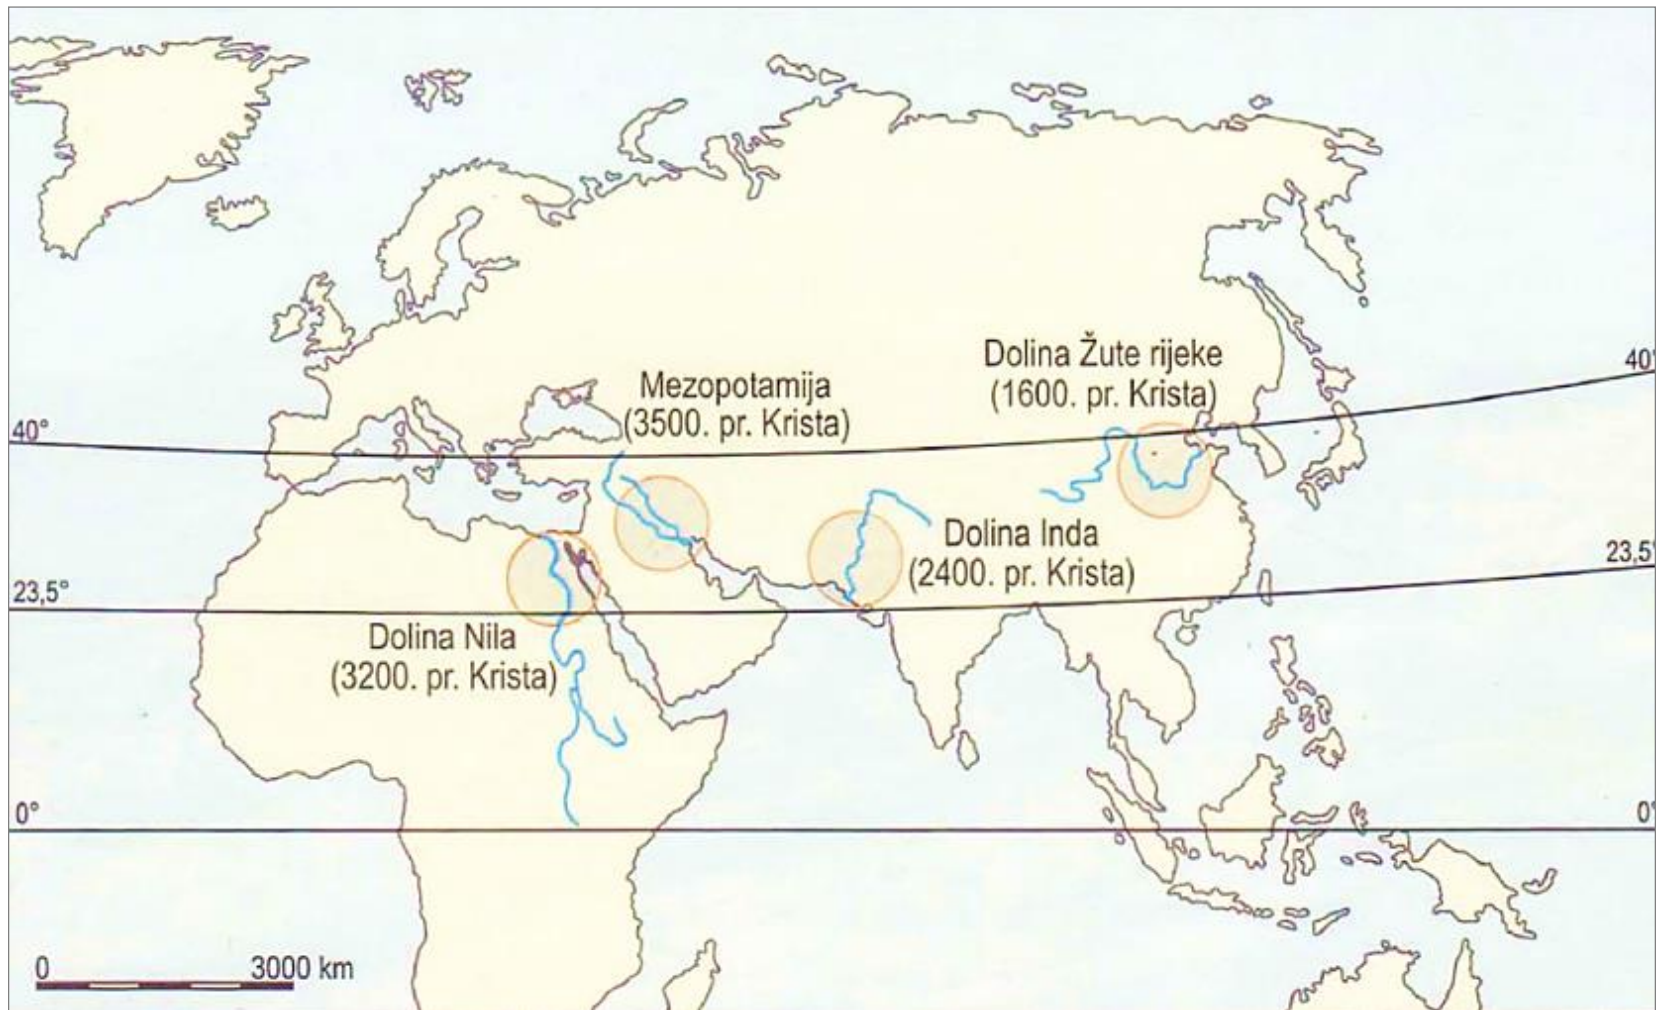 Dolina Žute rijeke
(1600. pr. Krista)
40°
Mezopotamija
(3500. pr. Krista)
40°
Dolina Inda
(2400. pr. Krista)
23,5°
23,5°
Dolina Nila
(3200. pr. Krista)
0°
0°
0 3000 km